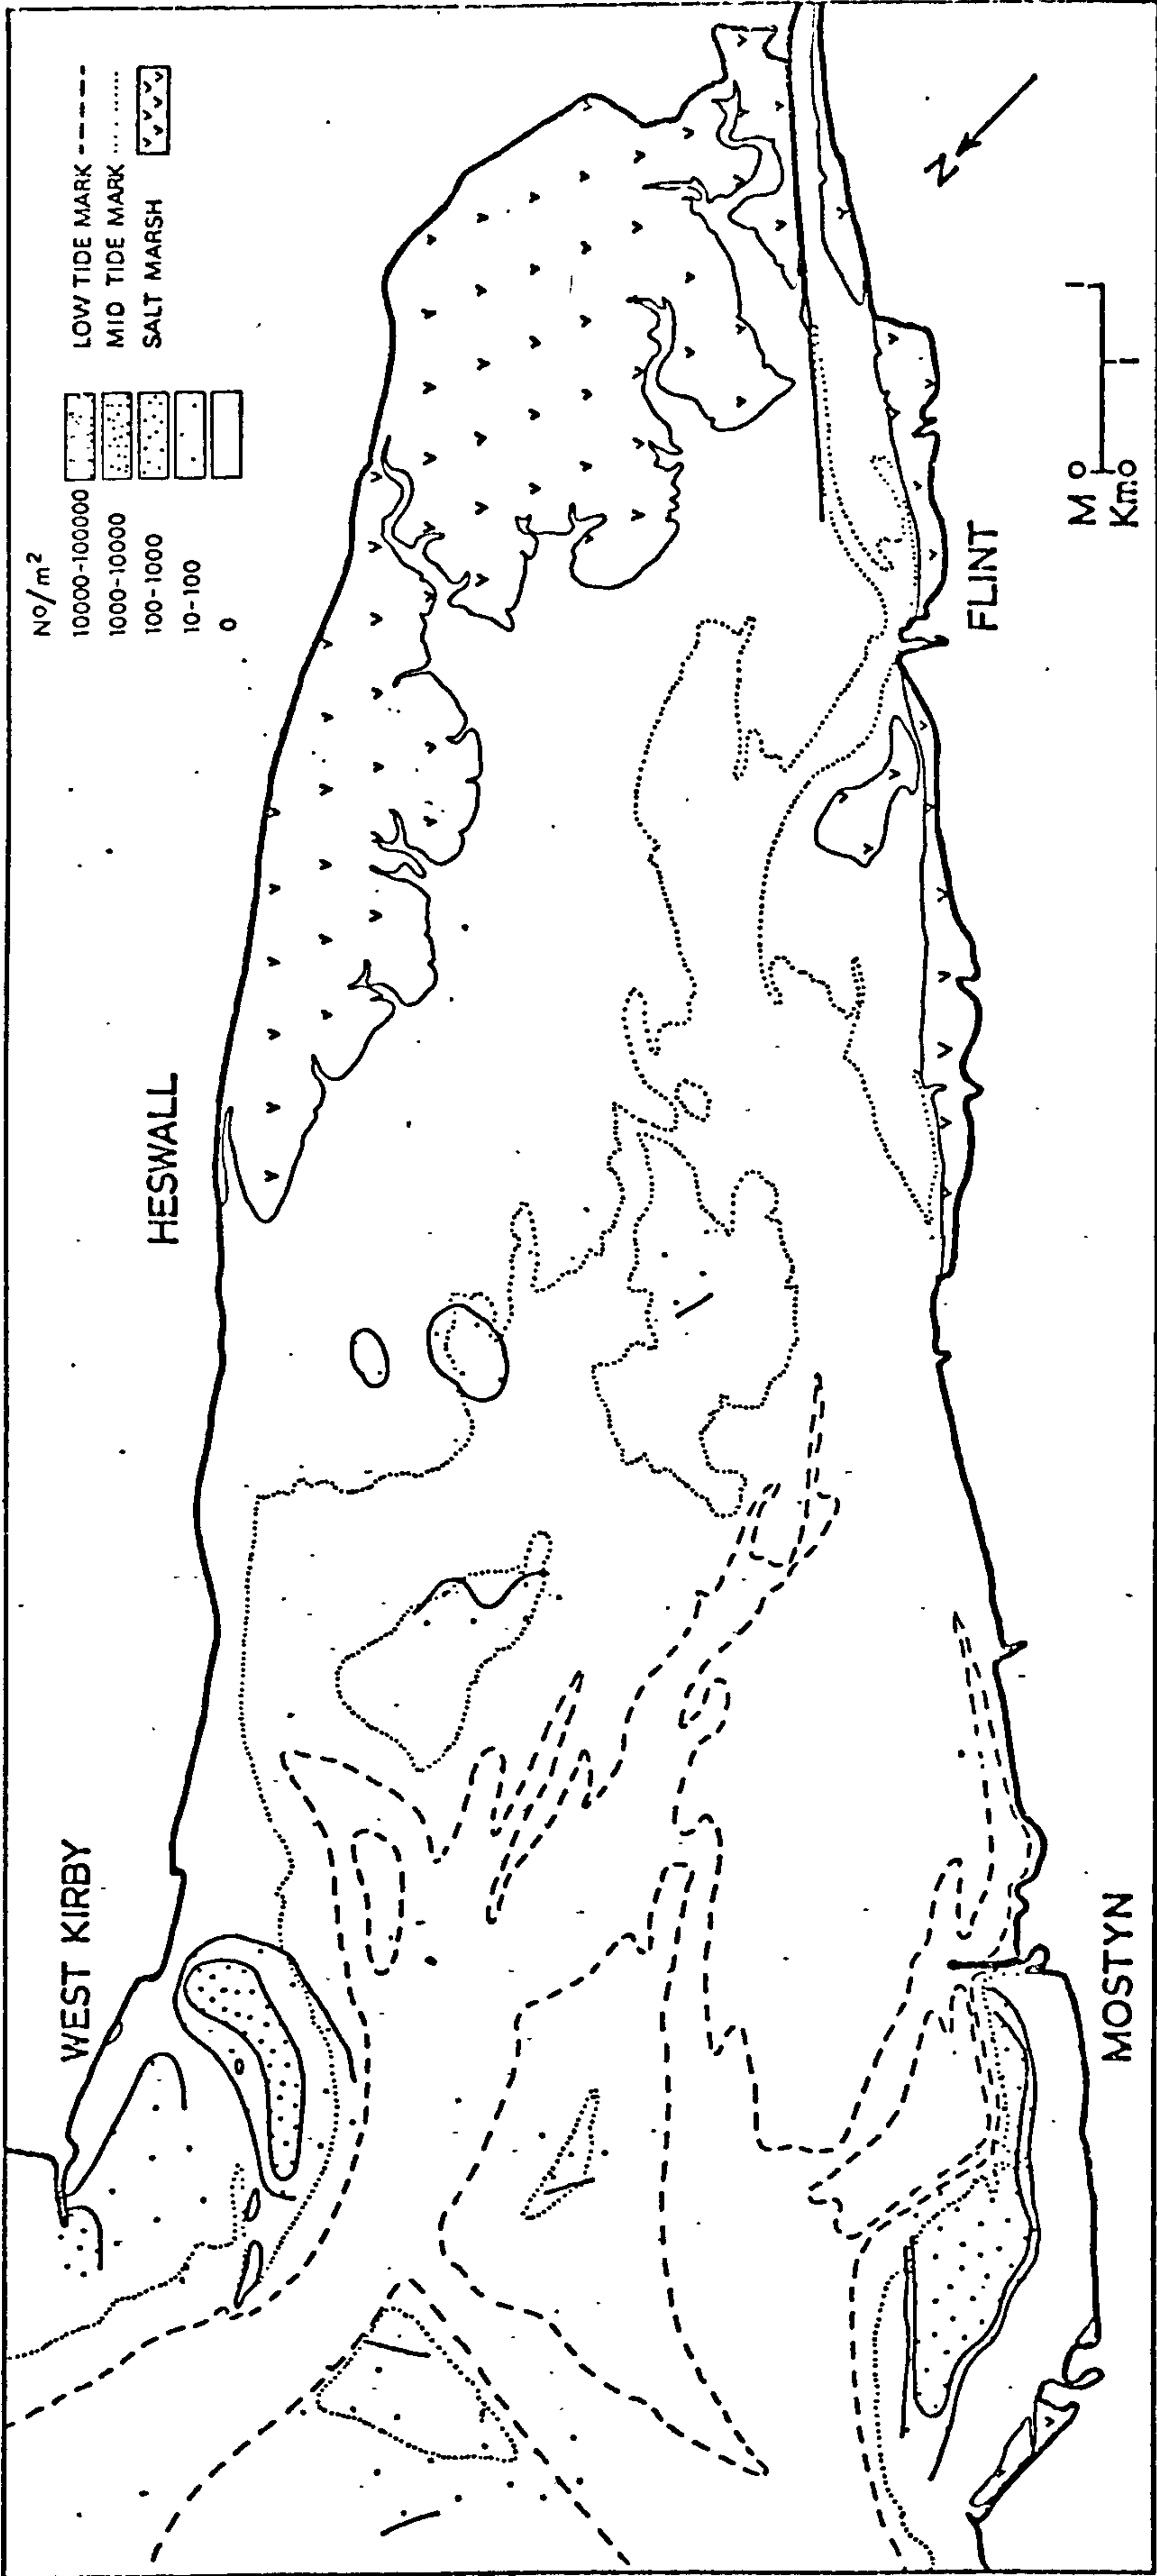 Nº/m²
10000-100000
1000-10000
100-1000
10-100
0
LOW TIDE MARK
MID TIDE MARK
SALT MARSH
HESWALL
WEST KIRBY
FLINT
MOSTYN
N
M 0 1
Km.0 1